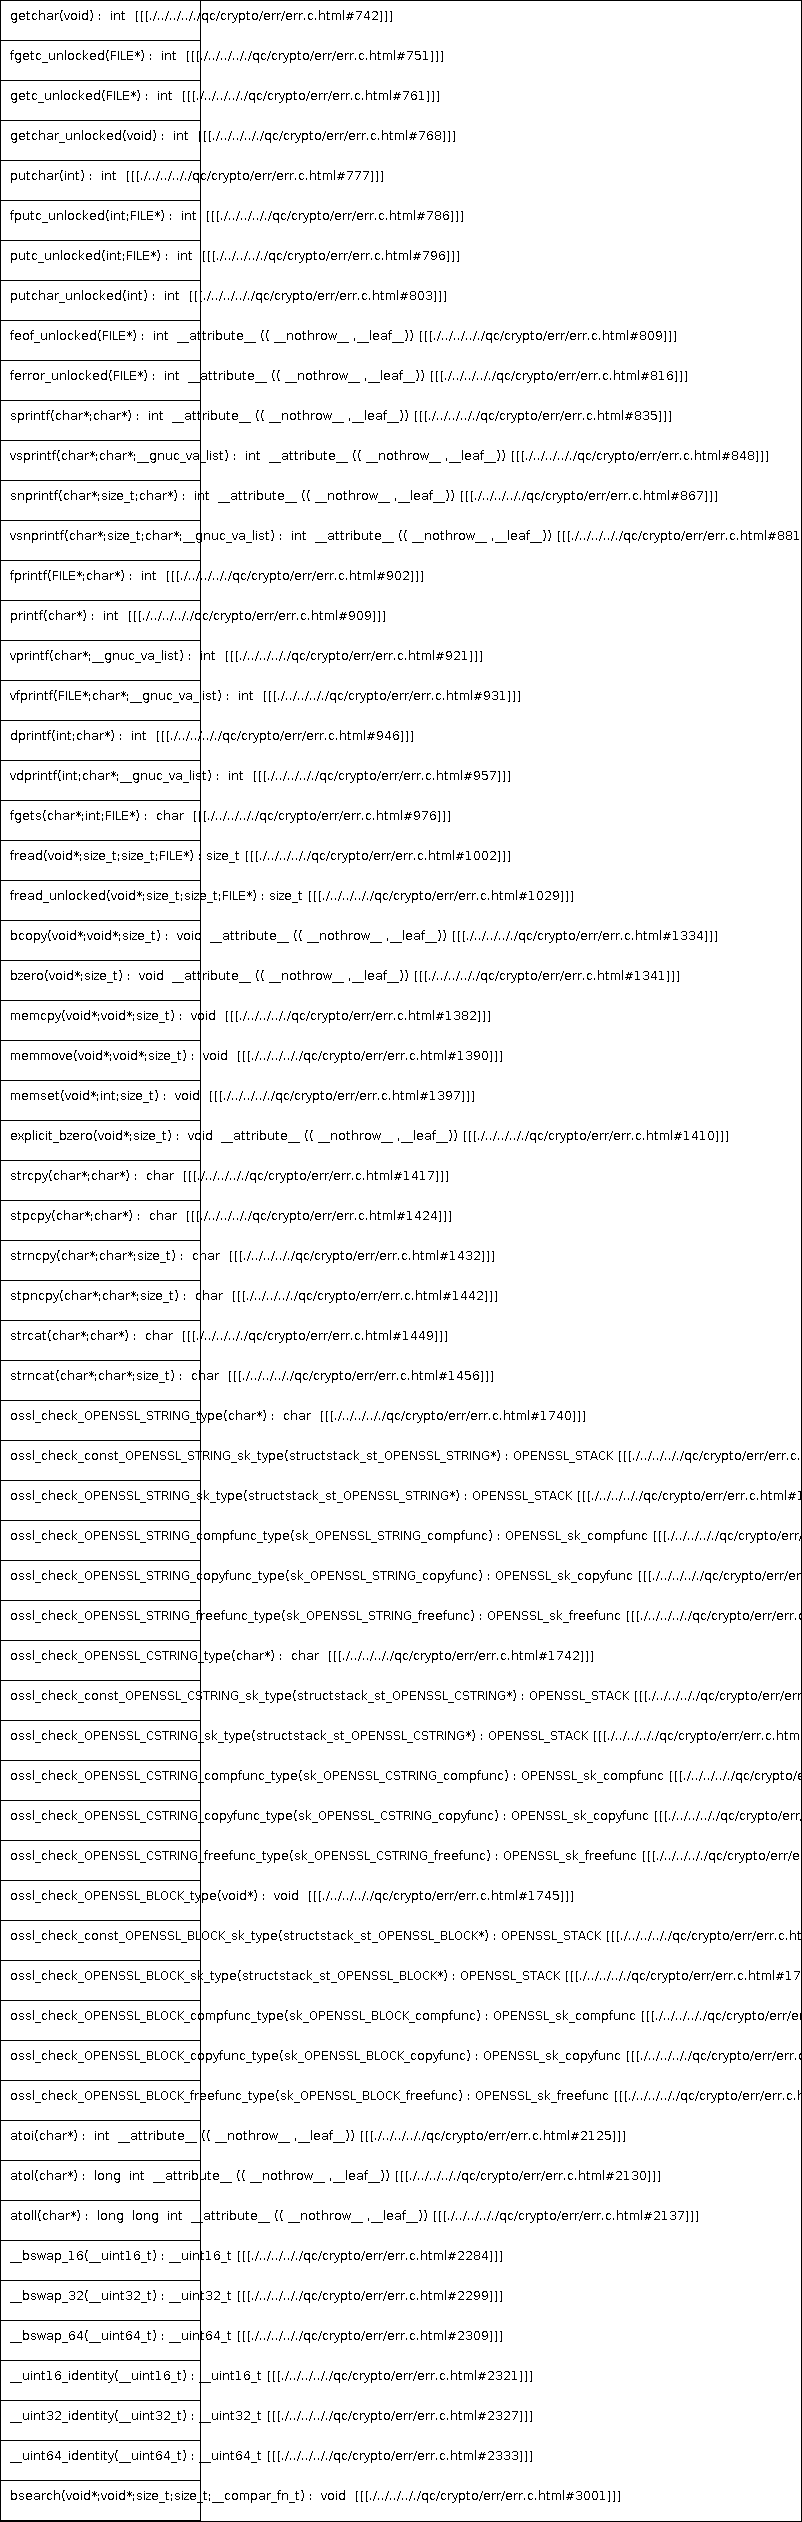 getchar(void) : int [[[./../../../qc/crypto/err/err.c.html#742]]]
fgetc_unlocked(FILE*) : int [[[./../../../qc/crypto/err/err.c.html#751]]]
getc_unlocked(FILE*) : int [[[./../../../qc/crypto/err/err.c.html#761]]]
getchar_unlocked(void) : int [[[./../../../qc/crypto/err/err.c.html#768]]]
putchar(int) : int [[[./../../../qc/crypto/err/err.c.html#777]]]
fputc_unlocked(int;FILE*) : int [[[./../../../qc/crypto/err/err.c.html#786]]]
putc_unlocked(int;FILE*) : int [[[./../../../qc/crypto/err/err.c.html#796]]]
putchar_unlocked(int) : int [[[./../../../qc/crypto/err/err.c.html#803]]]
feof_unlocked(FILE*) : int __attribute__ (( __nothrow__ ,__leaf__)) [[[./../../../qc/crypto/err/err.c.html#809]]]
ferror_unlocked(FILE*) : int __attribute__ (( __nothrow__ ,__leaf__)) [[[./../../../qc/crypto/err/err.c.html#816]]]
sprintf(char*;char*) : int __attribute__ (( __nothrow__ ,__leaf__)) [[[./../../../qc/crypto/err/err.c.html#835]]]
vsprintf(char*;char*;__gnuc_va_list) : int __attribute__ (( __nothrow__ ,__leaf__)) [[[./../../../qc/crypto/err/err.c.html#848]]]
snprintf(char*;size_t;char*) : int __attribute__ (( __nothrow__ ,__leaf__)) [[[./../../../qc/crypto/err/err.c.html#867]]]
vsnprintf(char*;size_t;char*;__gnuc_va_list) : int __attribute__ (( __nothrow__ ,__leaf__)) [[[./../../../qc/crypto/err/err.c.html#881
fprintf(FILE*;char*) : int [[[./../../../qc/crypto/err/err.c.html#902]]]
printf(char*) : int [[[./../../../qc/crypto/err/err.c.html#909]]]
vprintf(char*;__gnuc_va_list) : int [[[./../../../qc/crypto/err/err.c.html#921]]]
vfprintf(FILE*;char*;__gnuc_va_list) : int [[[./../../../qc/crypto/err/err.c.html#931]]]
dprintf(int;char*) : int [[[./../../../qc/crypto/err/err.c.html#946]]]
vdprintf(int;char*;__gnuc_va_list) : int [[[./../../../qc/crypto/err/err.c.html#957]]]
fgets(char*;int;FILE*) : char [[[./../../../qc/crypto/err/err.c.html#976]]]
fread(void*;size_t;size_t;FILE*) : size_t [[[./../../../qc/crypto/err/err.c.html#1002]]]
fread_unlocked(void*;size_t;size_t;FILE*) : size_t [[[./../../../qc/crypto/err/err.c.html#1029]]]
bcopy(void*;void*;size_t) : void __attribute__ (( __nothrow__ ,__leaf__)) [[[./../../../qc/crypto/err/err.c.html#1334]]]
bzero(void*;size_t) : void __attribute__ (( __nothrow__ ,__leaf__)) [[[./../../../qc/crypto/err/err.c.html#1341]]]
memcpy(void*;void*;size_t) : void [[[./../../../qc/crypto/err/err.c.html#1382]]]
memmove(void*;void*;size_t) : void [[[./../../../qc/crypto/err/err.c.html#1390]]]
memset(void*;int;size_t) : void [[[./../../../qc/crypto/err/err.c.html#1397]]]
explicit_bzero(void*;size_t) : void __attribute__ (( __nothrow__ ,__leaf__)) [[[./../../../qc/crypto/err/err.c.html#1410]]]
strcpy(char*;char*) : char [[[./../../../qc/crypto/err/err.c.html#1417]]]
stpcpy(char*;char*) : char [[[./../../../qc/crypto/err/err.c.html#1424]]]
strncpy(char*;char*;size_t) : char [[[./../../../qc/crypto/err/err.c.html#1432]]]
stpncpy(char*;char*;size_t) : char [[[./../../../qc/crypto/err/err.c.html#1442]]]
strcat(char*;char*) : char [[[./../../../qc/crypto/err/err.c.html#1449]]]
strncat(char*;char*;size_t) : char [[[./../../../qc/crypto/err/err.c.html#1456]]]
ossl_check_OPENSSL_STRING_type(char*) : char [[[./../../../qc/crypto/err/err.c.html#1740]]]
ossl_check_const_OPENSSL_STRING_sk_type(structstack_st_OPENSSL_STRING*) : OPENSSL_STACK [[[./../../../qc/crypto/err/err.c.
ossl_check_OPENSSL_STRING_sk_type(structstack_st_OPENSSL_STRING*) : OPENSSL_STACK [[[./../../../qc/crypto/err/err.c.html#1
ossl_check_OPENSSL_STRING_compfunc_type(sk_OPENSSL_STRING_compfunc) : OPENSSL_sk_compfunc [[[./../../../qc/crypto/err/
ossl_check_OPENSSL_STRING_copyfunc_type(sk_OPENSSL_STRING_copyfunc) : OPENSSL_sk_copyfunc [[[./../../../qc/crypto/err/er
ossl_check_OPENSSL_STRING_freefunc_type(sk_OPENSSL_STRING_freefunc) : OPENSSL_sk_freefunc [[[./../../../qc/crypto/err/err.c
ossl_check_OPENSSL_CSTRING_type(char*) : char [[[./../../../qc/crypto/err/err.c.html#1742]]]
ossl_check_const_OPENSSL_CSTRING_sk_type(structstack_st_OPENSSL_CSTRING*) : OPENSSL_STACK [[[./../../../qc/crypto/err/err
ossl_check_OPENSSL_CSTRING_sk_type(structstack_st_OPENSSL_CSTRING*) : OPENSSL_STACK [[[./../../../qc/crypto/err/err.c.htm
ossl_check_OPENSSL_CSTRING_compfunc_type(sk_OPENSSL_CSTRING_compfunc) : OPENSSL_sk_compfunc [[[./../../../qc/crypto/e
ossl_check_OPENSSL_CSTRING_copyfunc_type(sk_OPENSSL_CSTRING_copyfunc) : OPENSSL_sk_copyfunc [[[./../../../qc/crypto/err/
ossl_check_OPENSSL_CSTRING_freefunc_type(sk_OPENSSL_CSTRING_freefunc) : OPENSSL_sk_freefunc [[[./../../../qc/crypto/err/e
ossl_check_OPENSSL_BLOCK_type(void*) : void [[[./../../../qc/crypto/err/err.c.html#1745]]]
ossl_check_const_OPENSSL_BLOCK_sk_type(structstack_st_OPENSSL_BLOCK*) : OPENSSL_STACK [[[./../../../qc/crypto/err/err.c.ht
ossl_check_OPENSSL_BLOCK_sk_type(structstack_st_OPENSSL_BLOCK*) : OPENSSL_STACK [[[./../../../qc/crypto/err/err.c.html#17
ossl_check_OPENSSL_BLOCK_compfunc_type(sk_OPENSSL_BLOCK_compfunc) : OPENSSL_sk_compfunc [[[./../../../qc/crypto/err/er
ossl_check_OPENSSL_BLOCK_copyfunc_type(sk_OPENSSL_BLOCK_copyfunc) : OPENSSL_sk_copyfunc [[[./../../../qc/crypto/err/err.c
ossl_check_OPENSSL_BLOCK_freefunc_type(sk_OPENSSL_BLOCK_freefunc) : OPENSSL_sk_freefunc [[[./../../../qc/crypto/err/err.c.h
atoi(char*) : int __attribute__ (( __nothrow__ ,__leaf__)) [[[./../../../qc/crypto/err/err.c.html#2125]]]
atol(char*) : long int __attribute__ (( __nothrow__ ,__leaf__)) [[[./../../../qc/crypto/err/err.c.html#2130]]]
atoll(char*) : long long int __attribute__ (( __nothrow__ ,__leaf__)) [[[./../../../qc/crypto/err/err.c.html#2137]]]
__bswap_16(__uint16_t) : __uint16_t [[[./../../../qc/crypto/err/err.c.html#2284]]]
__bswap_32(__uint32_t) : __uint32_t [[[./../../../qc/crypto/err/err.c.html#2299]]]
__bswap_64(__uint64_t) : __uint64_t [[[./../../../qc/crypto/err/err.c.html#2309]]]
__uint16_identity(__uint16_t) : __uint16_t [[[./../../../qc/crypto/err/err.c.html#2321]]]
__uint32_identity(__uint32_t) : __uint32_t [[[./../../../qc/crypto/err/err.c.html#2327]]]
__uint64_identity(__uint64_t) : __uint64_t [[[./../../../qc/crypto/err/err.c.html#2333]]]
bsearch(void*;void*;size_t;size_t;__compar_fn_t) : void [[[./../../../qc/crypto/err/err.c.html#3001]]]